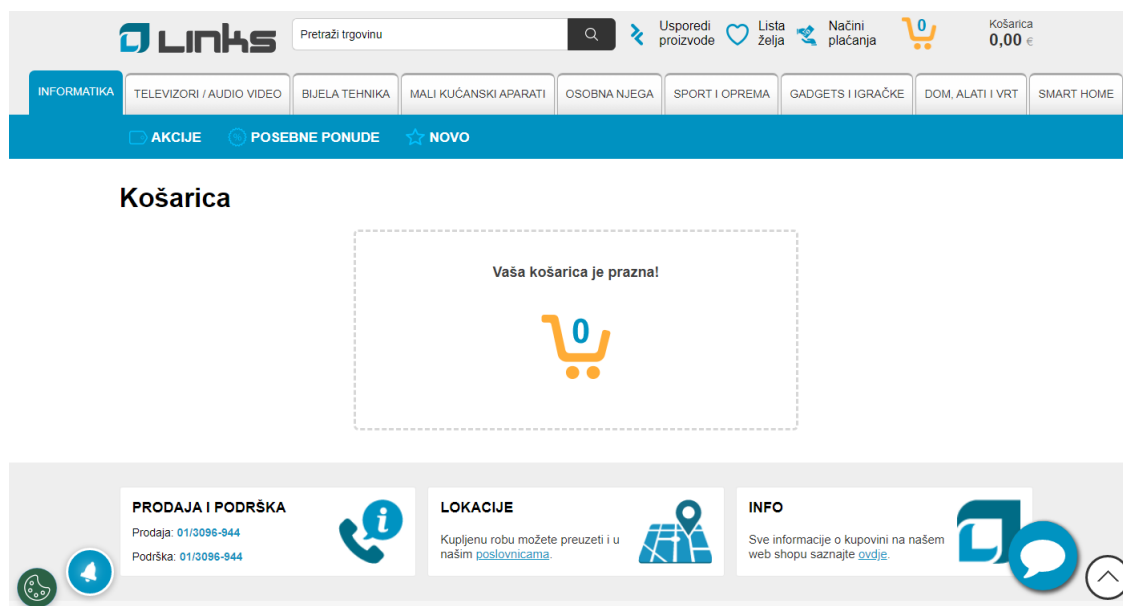 LINKS
Pretraži trgovinu
Usporedi
proizvode
Lista
želja
Načini
plaćanja
0
Košarica
0,00 €
INFORMATIKA
TELEVIZORI / AUDIO VIDEO
BIJELA TEHNIKA
MALI KUĆANSKI APARATI
OSOBNA NJEGA
SPORT I OPREMA
GADGETS I IGRAČKE
DOM, ALATI I VRT
SMART HOME
AKCIJE
% POSEBNE PONUDE
NOVO
Košarica
Vaša košarica je prazna!
0
PRODAJA I PODRŠKA
Prodaja: 01/3096-944
Podrška: 01/3096-944
i
LOKACIJE
Kupljenu robu možete preuzeti i u
našim poslovnicama.
INFO
Sve informacije o kupovini na našem
web shopu saznajte ovdje.